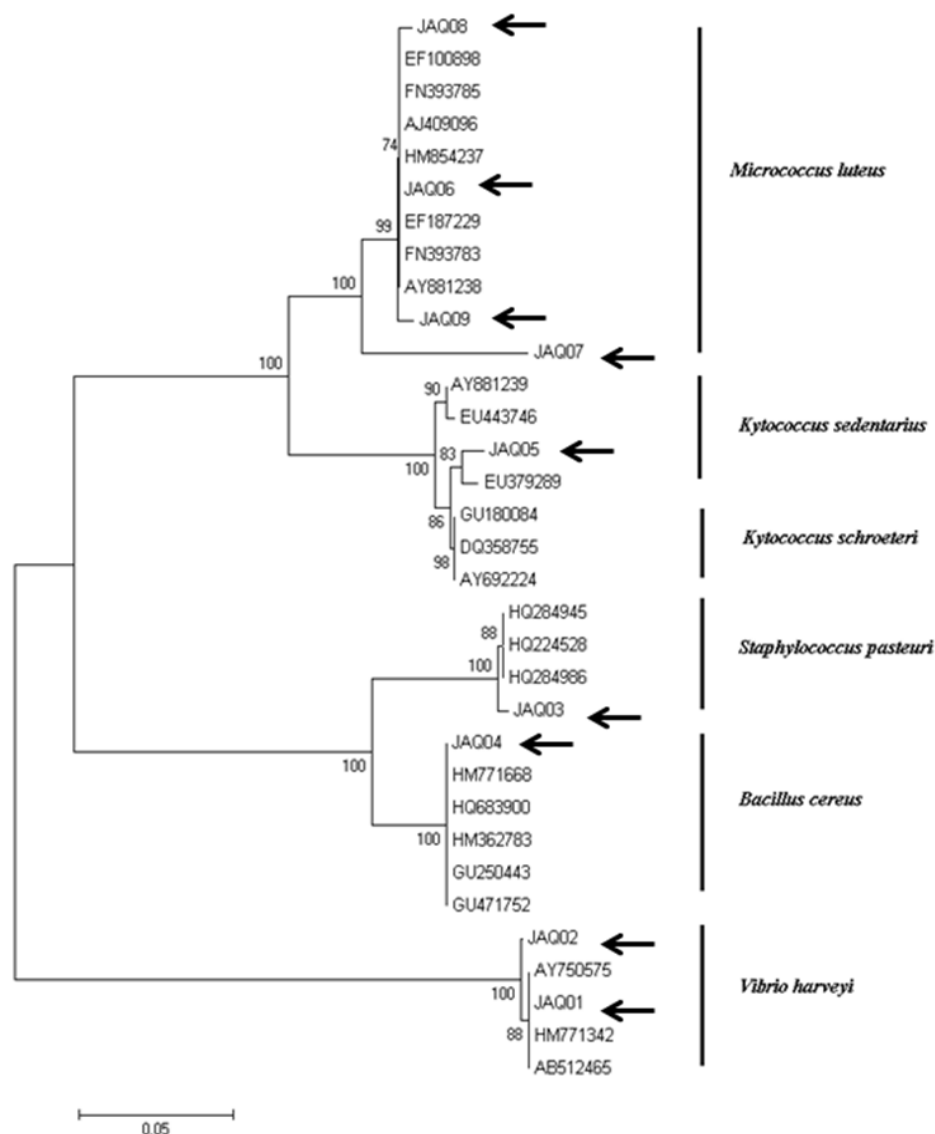 JAQ08
EF100898
FN393785
AJ409096
74
HM854237
Micrococcus luteus
JAQ06
EF187229
99
FN393783
100
AY881238
JAQ09
JAQ07
100
90
AY881239
EU443746
Kytococcus sedentarius
83
JAQ05
100
EU379289
86
GU180084
DQ358755
Kytococcus schroeteri
98
AY692224
HQ284945
88
HQ224528
Staphylococcus pasteuri
100
HQ284986
JAQ03
JAQ04
100
HM771668
HQ683900
Bacillus cereus
100
HM362783
GU250443
GU471752
JAQ02
AY750575
Vibrio harveyi
100
JAQ01
88
HM771342
AB512465
0.05